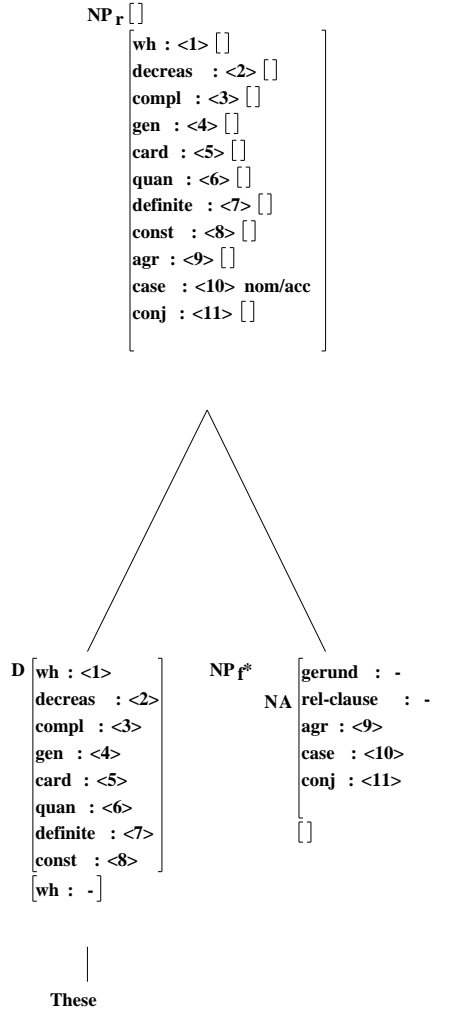 NP r []
wh : <1> []
decreas : <2> []
compl : <3> []
gen : <4> []
card : <5> []
quan : <6> []
definite : <7> []
const : <8> []
agr : <9> []
case : <10> nom/acc
conj : <11> []
D wh : <1>
decreas : <2>
compl : <3>
gen : <4>
card : <5>
quan : <6>
definite : <7>
const : <8>
[wh : -]
These
NP f*
NA
gerund : -
rel-clause : -
agr : <9>
case : <10>
conj : <11>
[]